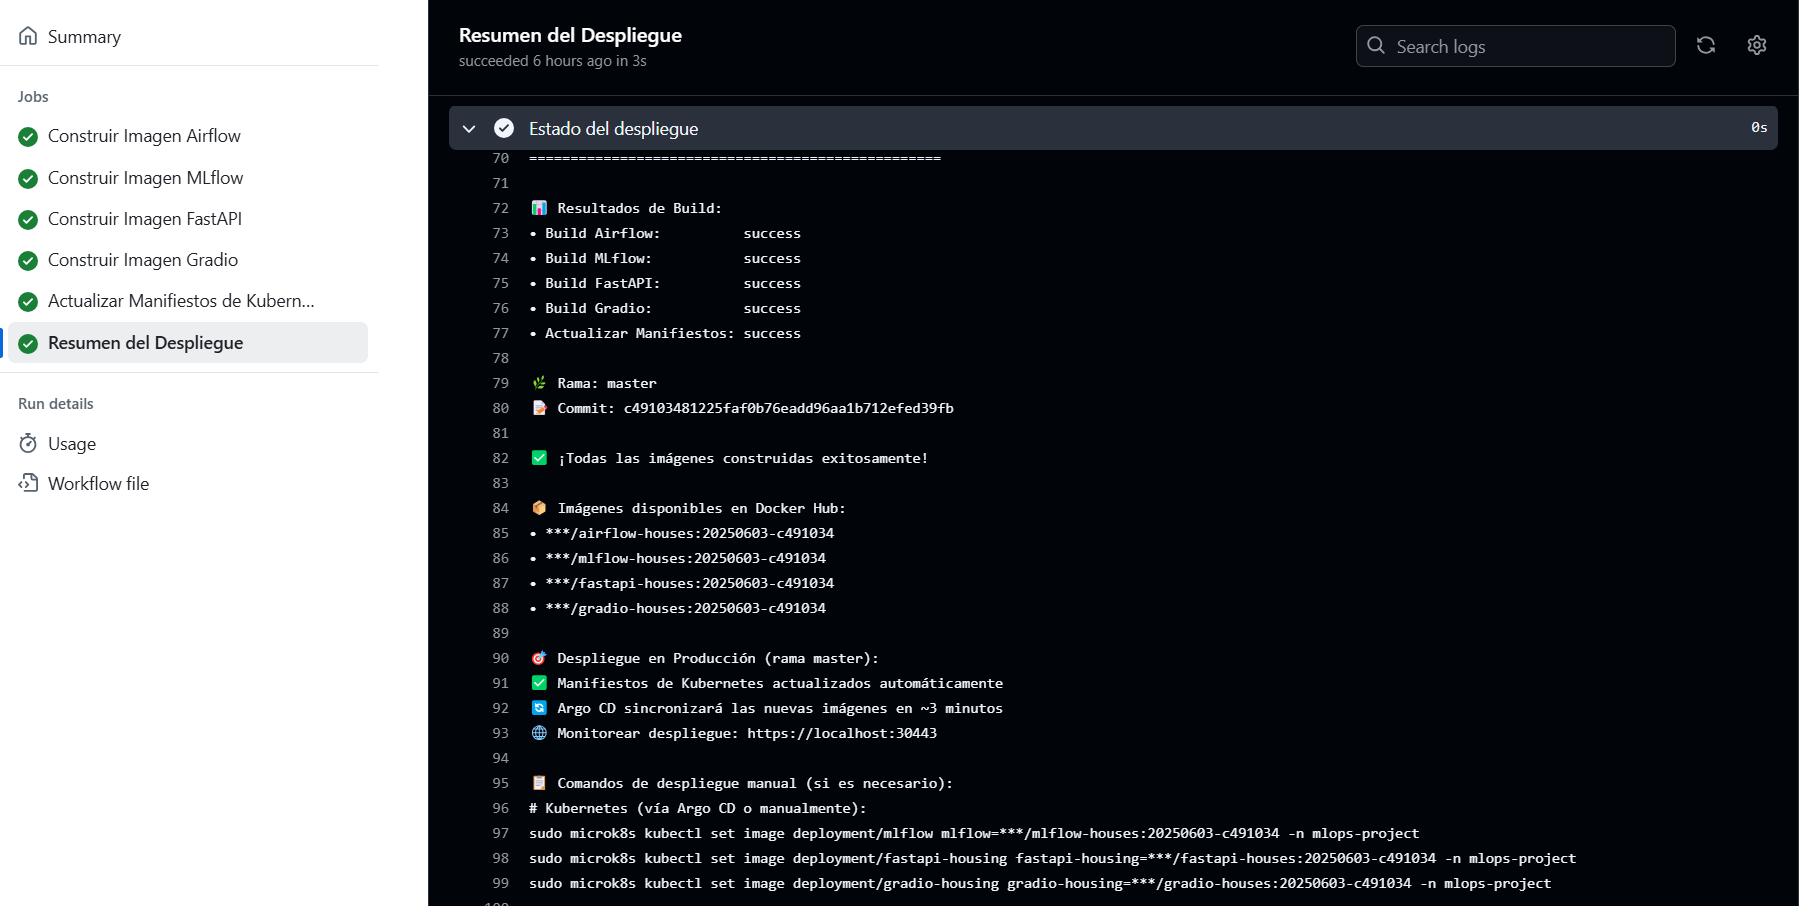 Summary
Jobs
Construir Imagen Airflow
Construir Imagen MLflow
Construir Imagen FastAPI
Construir Imagen Gradio
Actualizar Manifiestos de Kubern...
Resumen del Despliegue
Run details
Usage
Workflow file
Resumen del Despliegue
succeeded 6 hours ago in 3s
Search logs
Estado del despliegue 0s
70 ==================================================
71
72 📊 Resultados de Build:
73 • Build Airflow: success
74 • Build MLflow: success
75 • Build FastAPI: success
76 • Build Gradio: success
77 • Actualizar Manifiestos: success
78
79 🌿 Rama: master
80 📝 Commit: c49103481225faf0b76eadd96aa1b712efed39fb
81
82 ✅ ¡Todas las imágenes construidas exitosamente!
83
84 📦 Imágenes disponibles en Docker Hub:
85 • ***/airflow-houses:20250603-c491034
86 • ***/mlflow-houses:20250603-c491034
87 • ***/fastapi-houses:20250603-c491034
88 • ***/gradio-houses:20250603-c491034
89
90 🎯 Despliegue en Producción (rama master):
91 ✅ Manifiestos de Kubernetes actualizados automáticamente
92 🔄 Argo CD sincronizará las nuevas imágenes en ~3 minutos
93 🌐 Monitorear despliegue: https://localhost:30443
94
95 📋 Comandos de despliegue manual (si es necesario):
96 # Kubernetes (vía Argo CD o manualmente):
97 sudo microk8s kubectl set image deployment/mlflow mlflow=***/mlflow-houses:20250603-c491034 -n mlops-project
98 sudo microk8s kubectl set image deployment/fastapi-housing fastapi-housing=***/fastapi-houses:20250603-c491034 -n mlops-project
99 sudo microk8s kubectl set image deployment/gradio-housing gradio-housing=***/gradio-houses:20250603-c491034 -n mlops-project